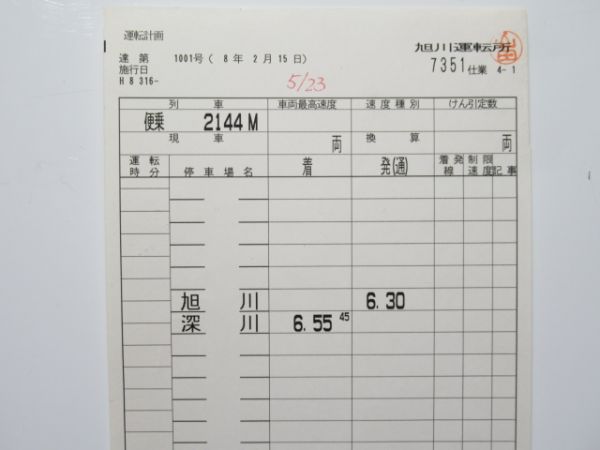 運転計画
達 第 1001号 ( 8 年 2 月 15 日 )
施行日
H 8 316-
5/23
旭川運転所
7351 仕業 4- 1
列 車 車両最高速度 速度種別 けん引定数
便乗 2144M
現 車 両 換 算 両
運転時分 停車場名 着 発(通) 着発線 制限速度 記事
旭 川 6. 30
深 川 6. 55 45